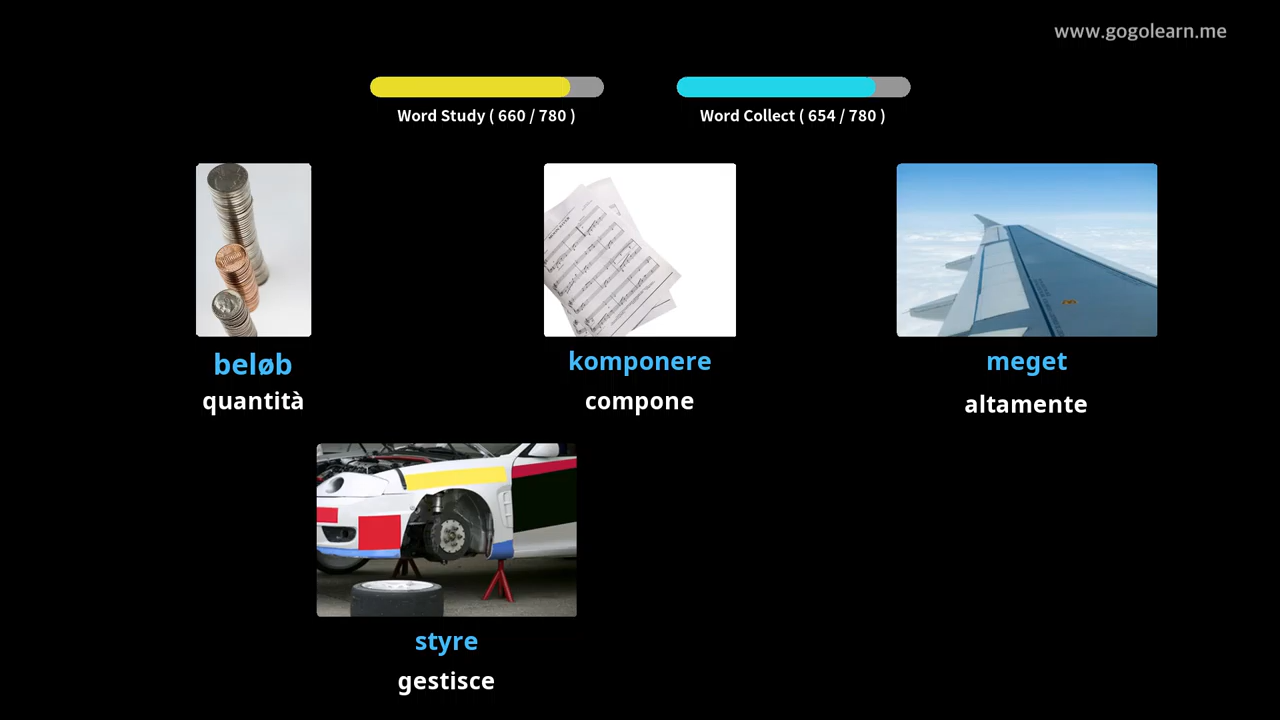 www.gogolearn.me
Word Study ( 660 / 780 )
Word Collect ( 654 / 780 )
beløb
quantità
komponere
compone
meget
altamente
styre
gestisce